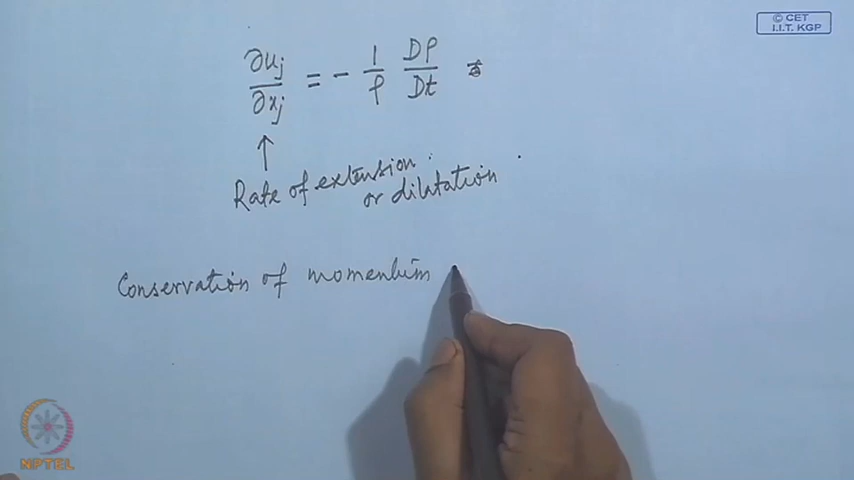 © CET
I.I.T. KGP
∂uj/∂xj = - 1/ρ Dρ/Dt
↑
Rate of extension
or dilatation
Conservation of momentum
NPTEL